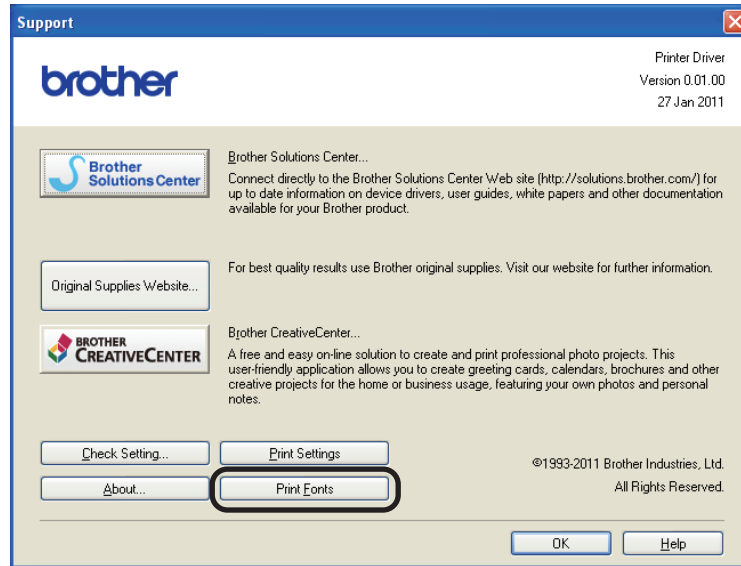 Support
brother
Printer Driver
Version 0.01.00
27 Jan 2011
Brother
Solutions Center
Brother Solutions Center...
Connect directly to the Brother Solutions Center Web site (http://solutions.brother.com/) for
up to date information on device drivers, user guides, white papers and other documentation
available for your Brother product.
Original Supplies Website...
For best quality results use Brother original supplies. Visit our website for further information.
BROTHER
CREATIVECENTER
Brother CreativeCenter...
A free and easy on-line solution to create and print professional photo projects. This
user-friendly application allows you to create greeting cards, calendars, brochures and other
creative projects for the home or business usage, featuring your own photos and personal
notes.
Check Setting...
Print Settings
©1993-2011 Brother Industries, Ltd.
About...
Print Fonts
All Rights Reserved.
OK
Help